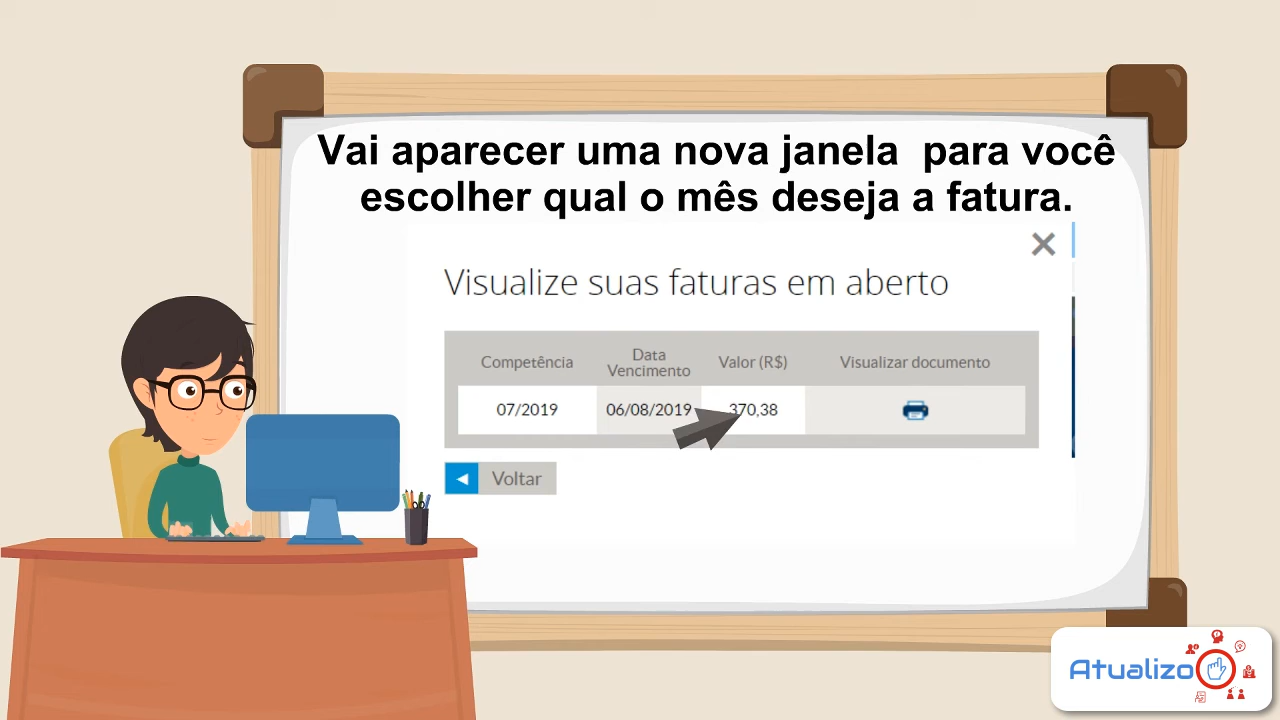 Vai aparecer uma nova janela para você
escolher qual o mês deseja a fatura.
Visualize suas faturas em aberto
Competência Data Vencimento Valor (R$) Visualizar documento
07/2019 06/08/2019 370,38
Voltar
Atualizo